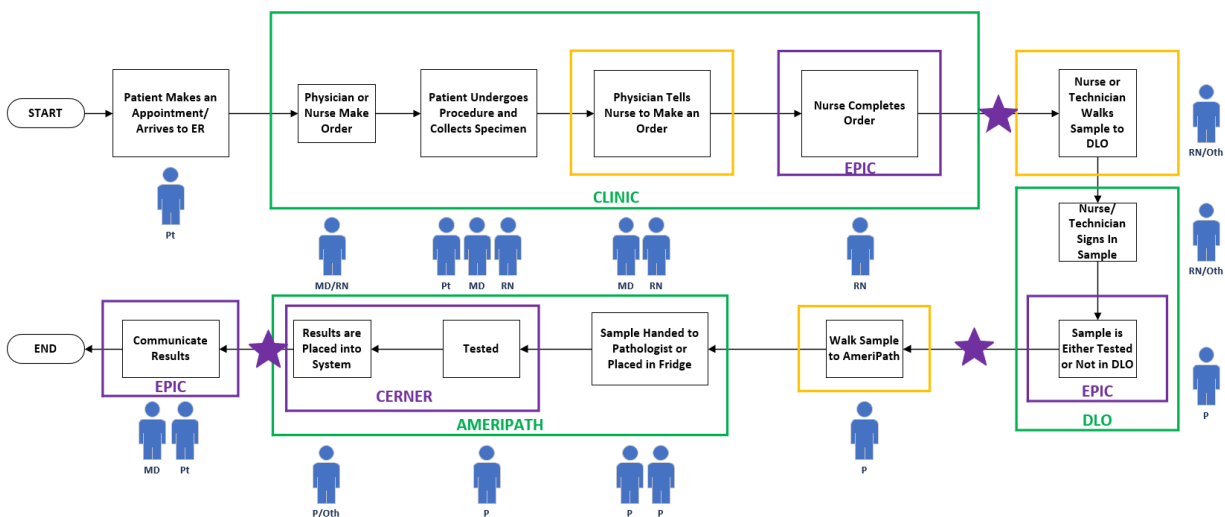 START
Patient Makes an
Appointment/
Arrives to ER
Physician or
Nurse Make
Order
Patient Undergoes
Procedure and
Collects Specimen
Physician Tells
Nurse to Make an
Order
Nurse Completes
Order
EPIC
CLINIC
Nurse or
Technician
Walks
Sample to
DLO
RN/Oth
Pt
MD/RN
Pt
MD
RN
MD
RN
RN
Nurse/
Technician
Signs In
Sample
RN/Oth
Sample is
Either Tested
or Not in DLO
EPIC
DLO
P
Walk Sample
to AmeriPath
P
Sample Handed to
Pathologist or
Placed in Fridge
Tested
Results are
Placed into
System
CERNER
AMERIPATH
P/Oth
P
P
P
Communicate
Results
EPIC
MD
Pt
END